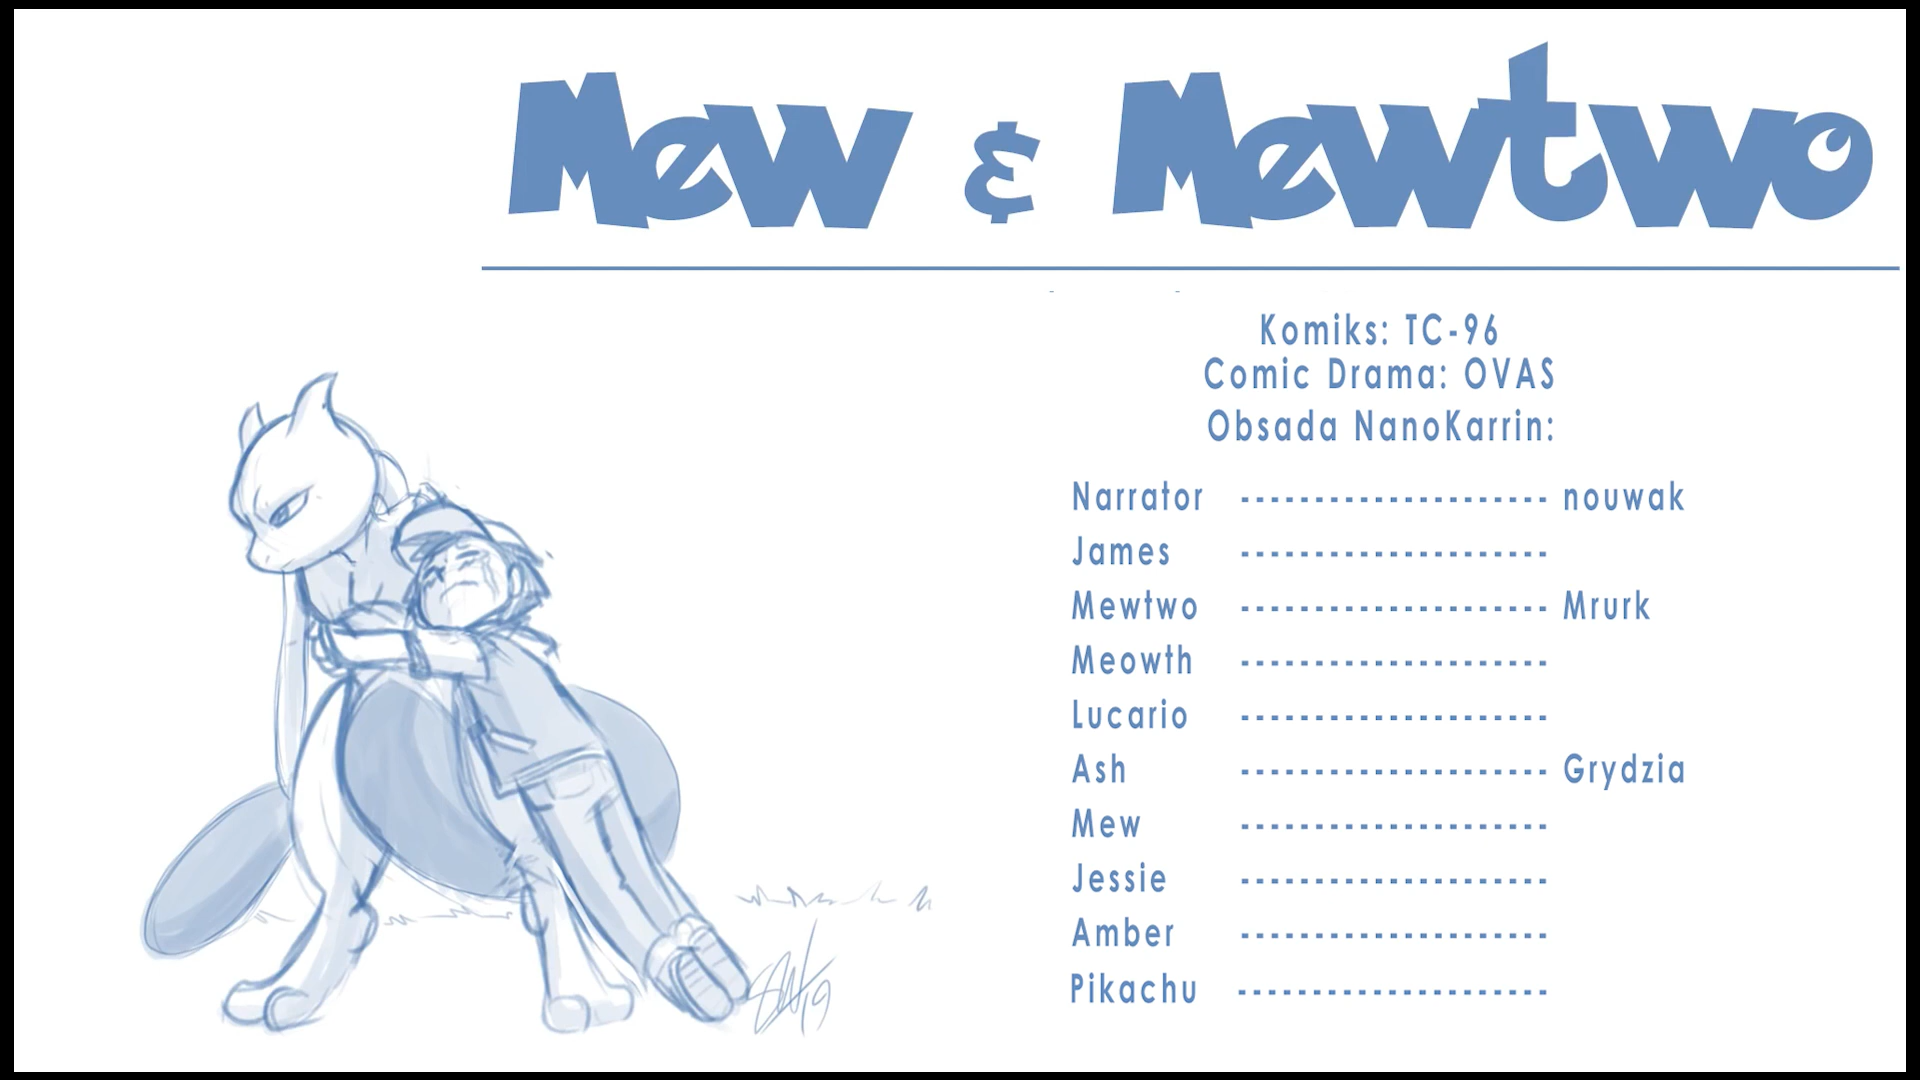 Mew & Mewtwo
Komiks: TC-96
Comic Drama: OVAS
Obsada NanoKarrin:
Narrator -------------------- nouwak
James --------------------
Mewtwo -------------------- Mrurk
Meowth --------------------
Lucario --------------------
Ash -------------------- Grydzia
Mew --------------------
Jessie --------------------
Amber --------------------
Pikachu --------------------